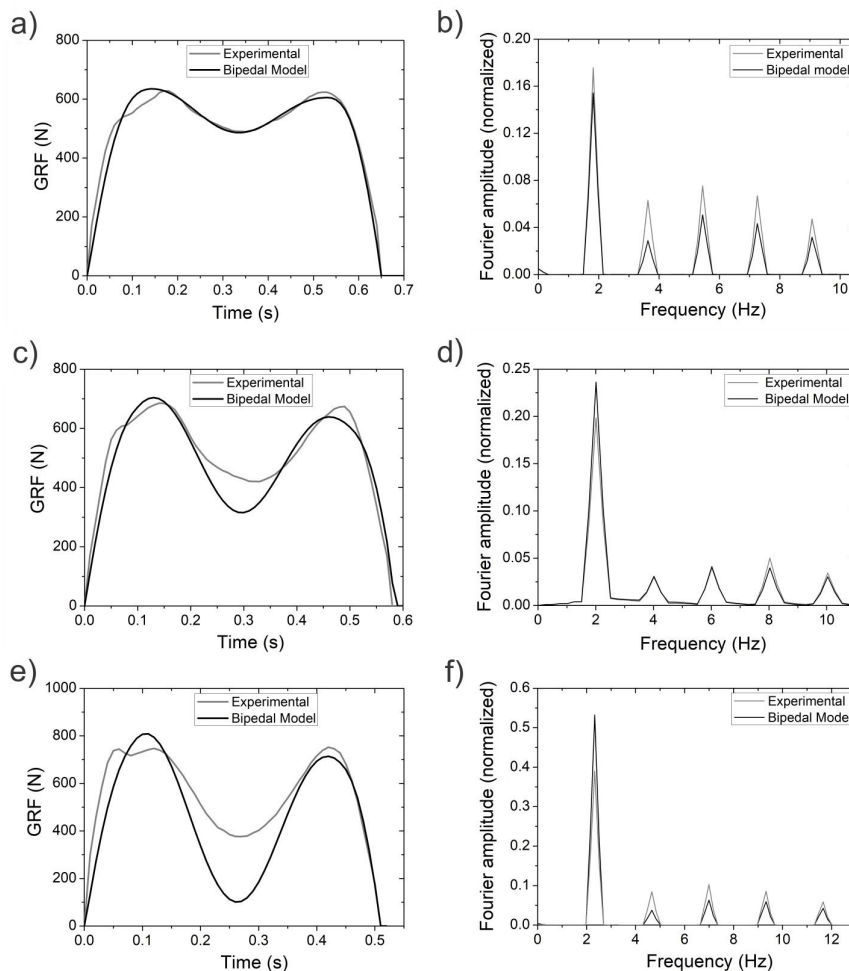 a)
800
600
400
200
0
GRF (N)
Experimental
Bipedal Model
0.0 0.1 0.2 0.3 0.4 0.5 0.6 0.7
Time (s)
b)
0.20
0.16
0.12
0.08
0.04
0.00
Fourier amplitude (normalized)
Experimental
Bipedal model
0 2 4 6 8 10
Frequency (Hz)
c)
800
600
400
200
0
GRF (N)
Experimental
Bipedal Model
0.0 0.1 0.2 0.3 0.4 0.5 0.6
Time (s)
d)
0.25
0.20
0.15
0.10
0.05
0.00
Fourier amplitude (normalized)
Experimental
Bipedal Model
0 2 4 6 8 10
Frequency (Hz)
e)
1000
800
600
400
200
0
GRF (N)
Experimental
Bipedal Model
0.0 0.1 0.2 0.3 0.4 0.5
Time (s)
f)
0.6
0.5
0.4
0.3
0.2
0.1
0.0
Fourier amplitude (normalized)
Experimental
Bipedal Model
0 2 4 6 8 10 12
Frequency (Hz)